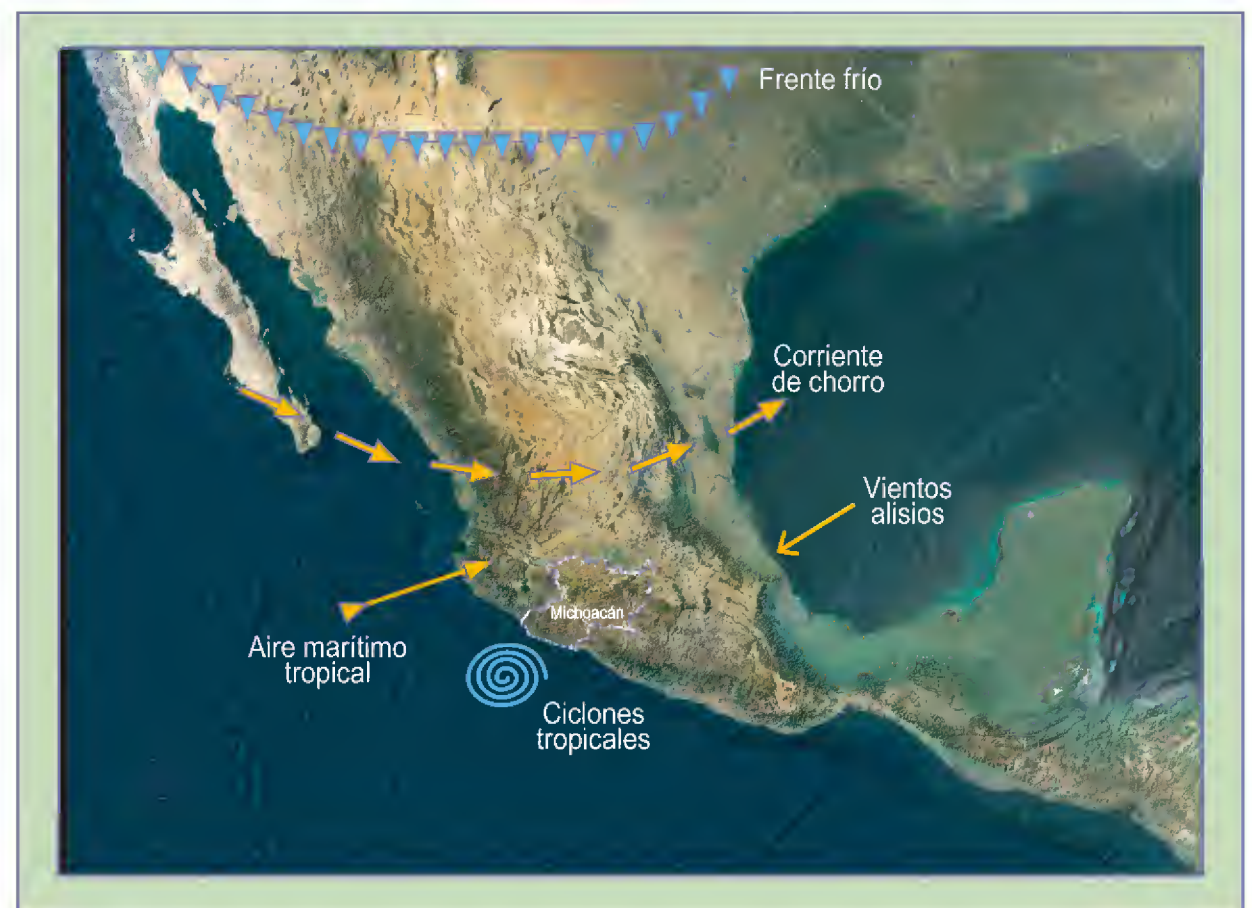 Frente frío
Corriente
de chorro
Vientos
alisios
Michoacán
Aire marítimo
tropical
Ciclones
tropicales